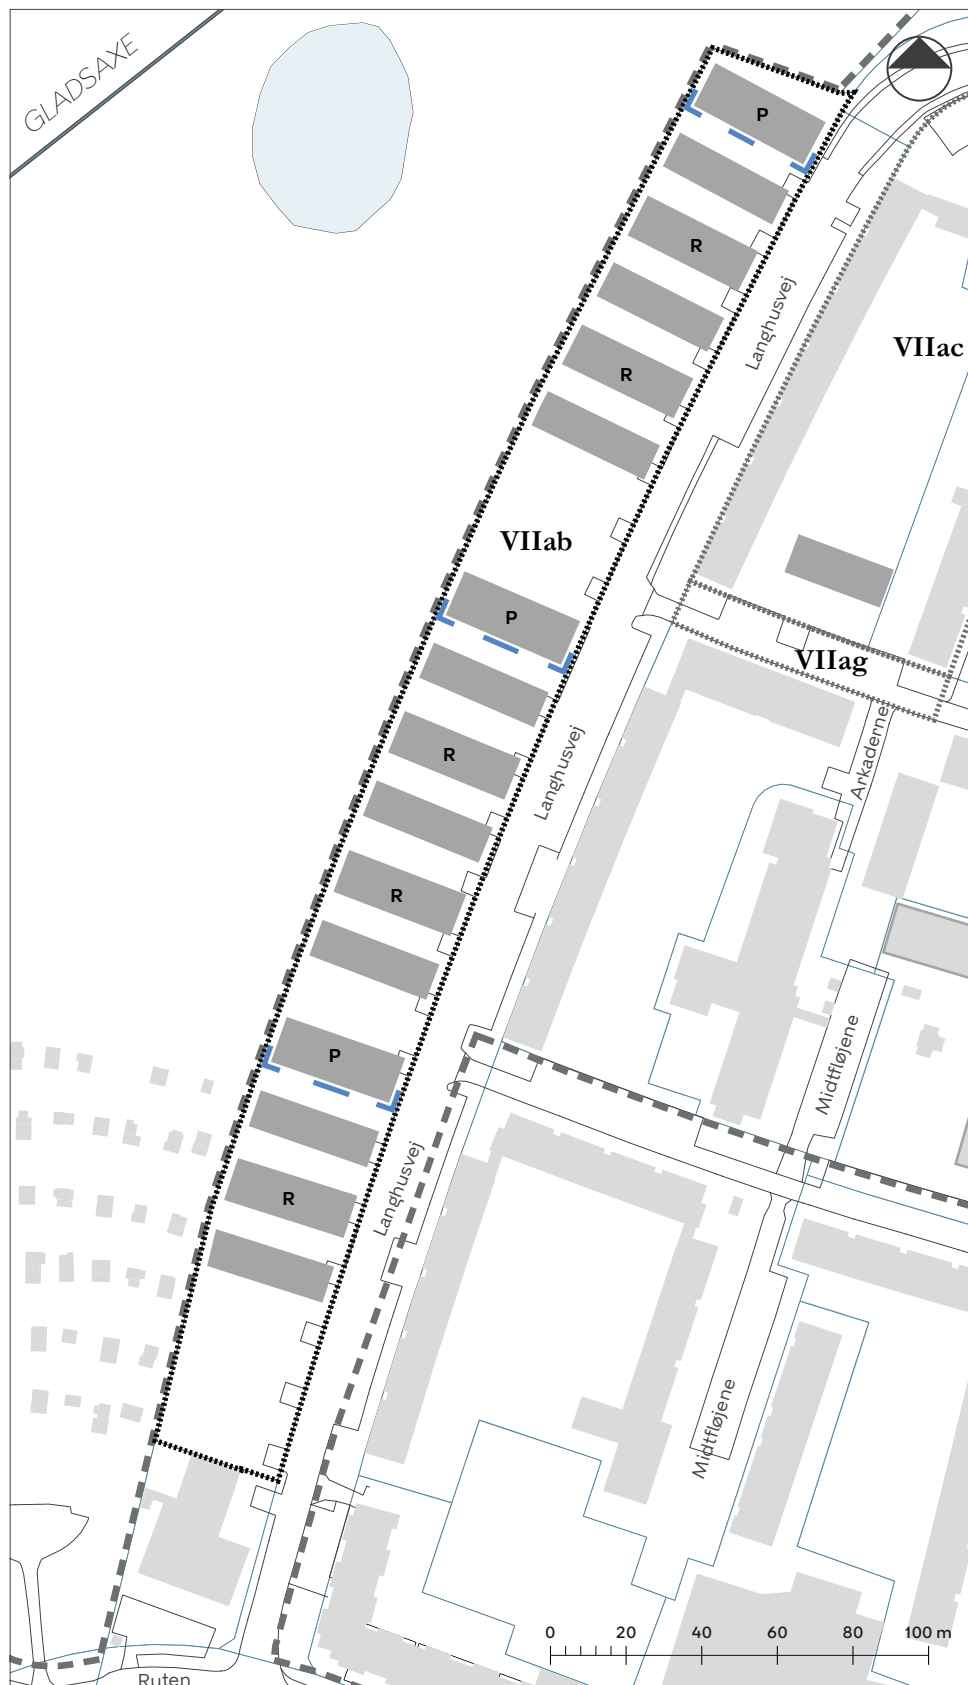 GLADSAXE
P
R
Langhusvej
VIIac
R
VIIab
P
VIIag
Arkaderne
R
Langhusvej
R
Midtfløjene
P
Langhusvej
R
Midtfløjene
0 20 40 60 80 100 m
Ruten